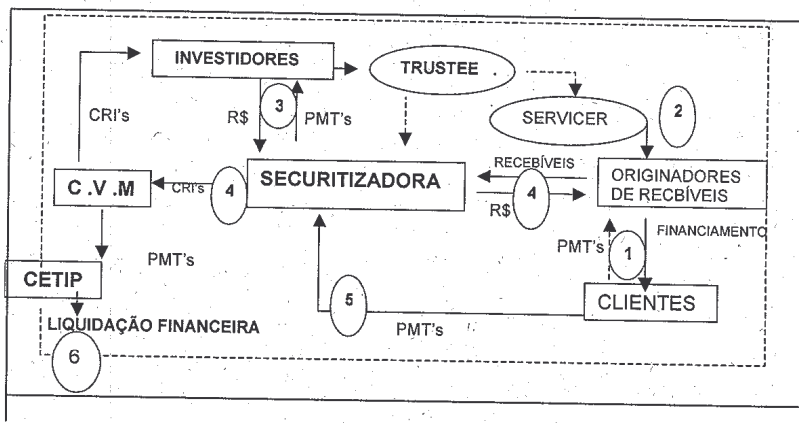 INVESTIDORES
TRUSTEE
SERVICER
2
CRI's
R$
3
PMT's
C.V.M
CRI's
4
SECURITIZADORA
RECEBÍVEIS
R$
4
ORIGINADORES
DE RECBÍVEIS
FINANCIAMENTO
PMT's
1
PMT's
CETIP
5
PMT's
CLIENTES
LIQUIDAÇÃO FINANCEIRA
6